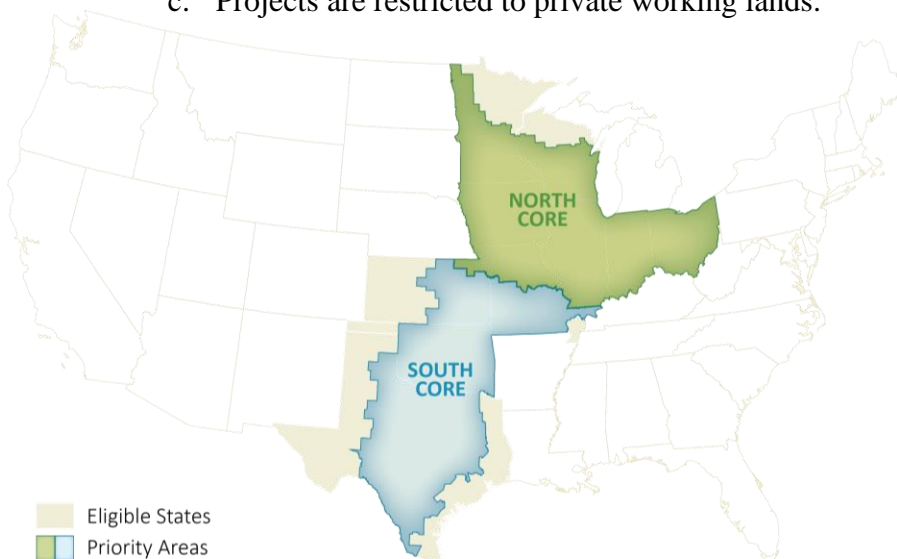 c. Projects are restricted to private working lands.
NORTH
CORE
SOUTH
CORE
Eligible States
Priority Areas